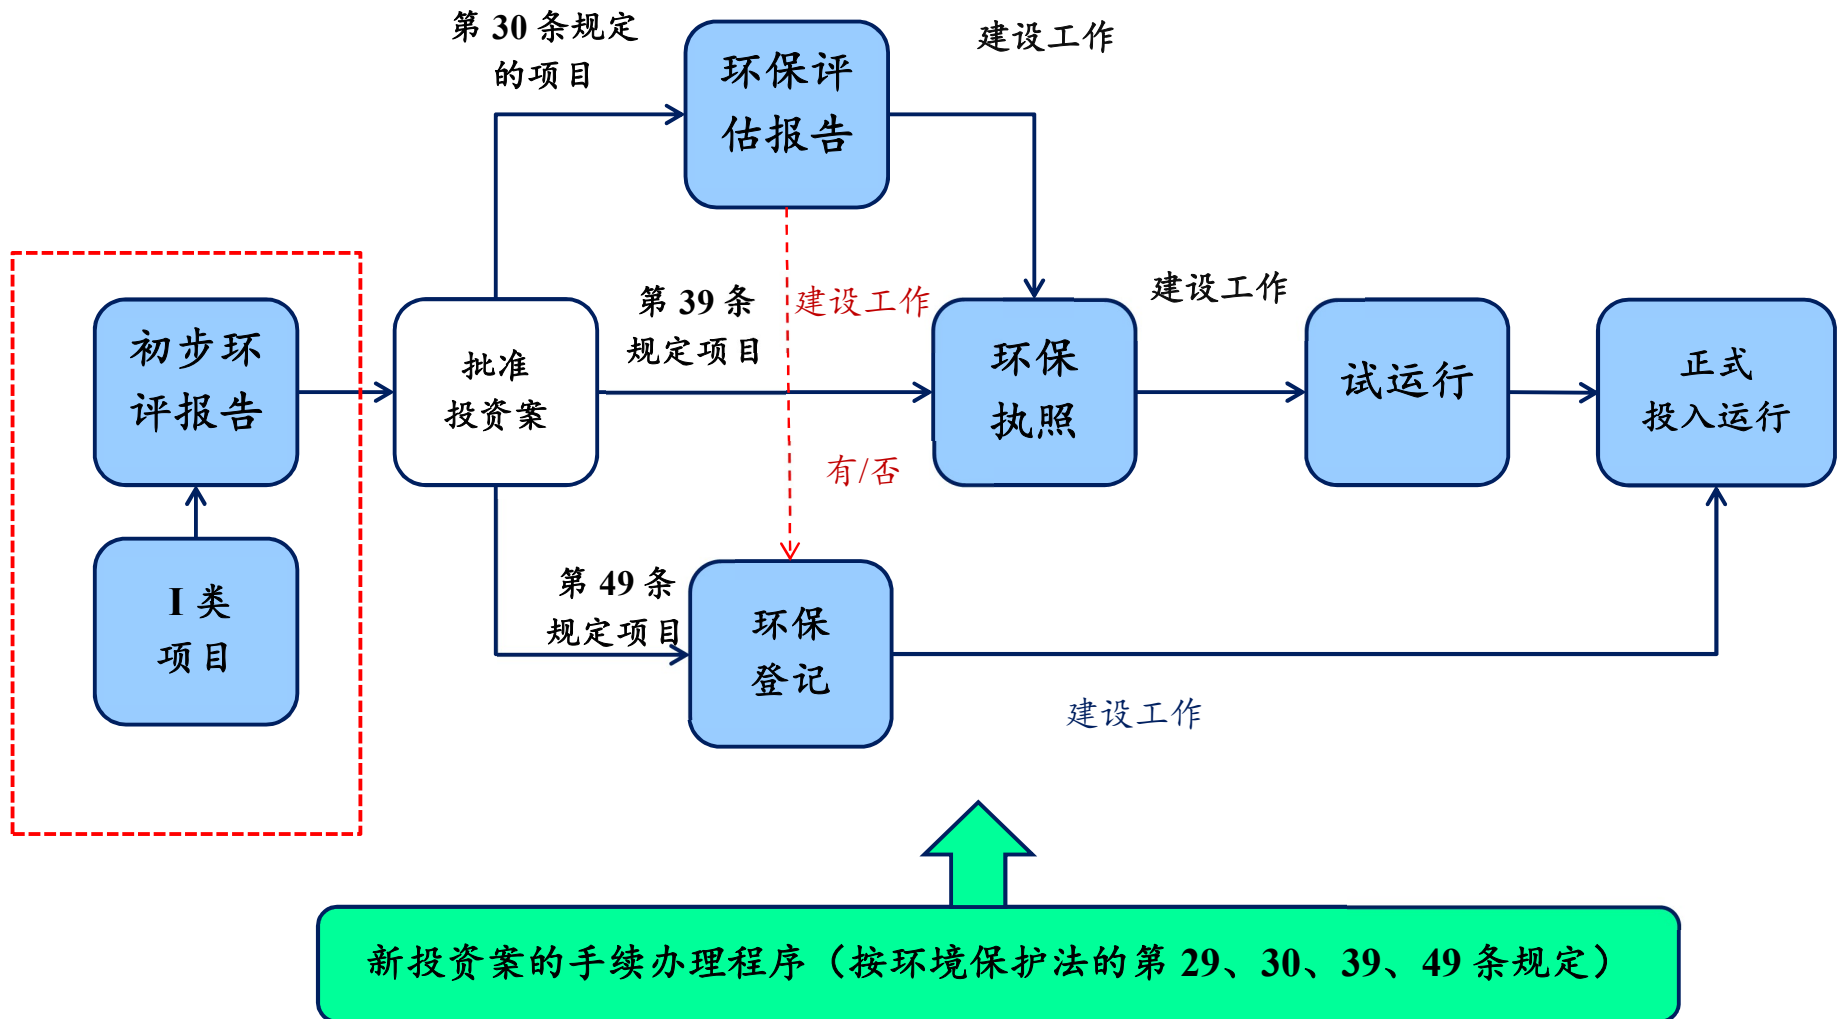 第 30 条规定
的项目
环保评
估报告
建设工作
初步环
评报告
I 类
项目
批准
投资案
第 39 条
规定项目
建设工作
有/否
环保
执照
建设工作
试运行
正式
投入运行
第 49 条
规定项目
环保
登记
建设工作
新投资案的手续办理程序（按环境保护法的第 29、30、39、49 条规定）